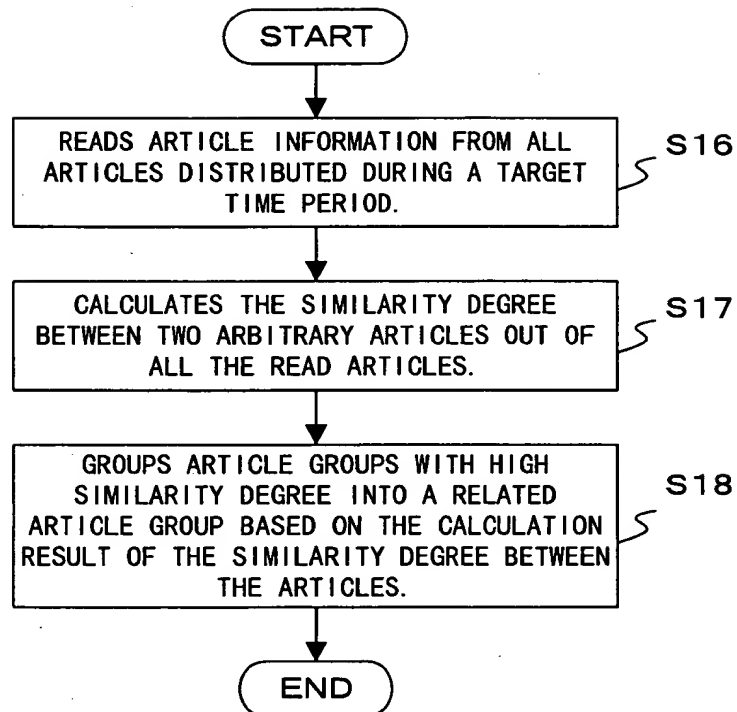 START
READS ARTICLE INFORMATION FROM ALL
ARTICLES DISTRIBUTED DURING A TARGET
TIME PERIOD.
S16
CALCULATES THE SIMILARITY DEGREE
BETWEEN TWO ARBITRARY ARTICLES OUT OF
ALL THE READ ARTICLES.
S17
GROUPS ARTICLE GROUPS WITH HIGH
SIMILARITY DEGREE INTO A RELATED
ARTICLE GROUP BASED ON THE CALCULATION
RESULT OF THE SIMILARITY DEGREE BETWEEN
THE ARTICLES.
S18
END